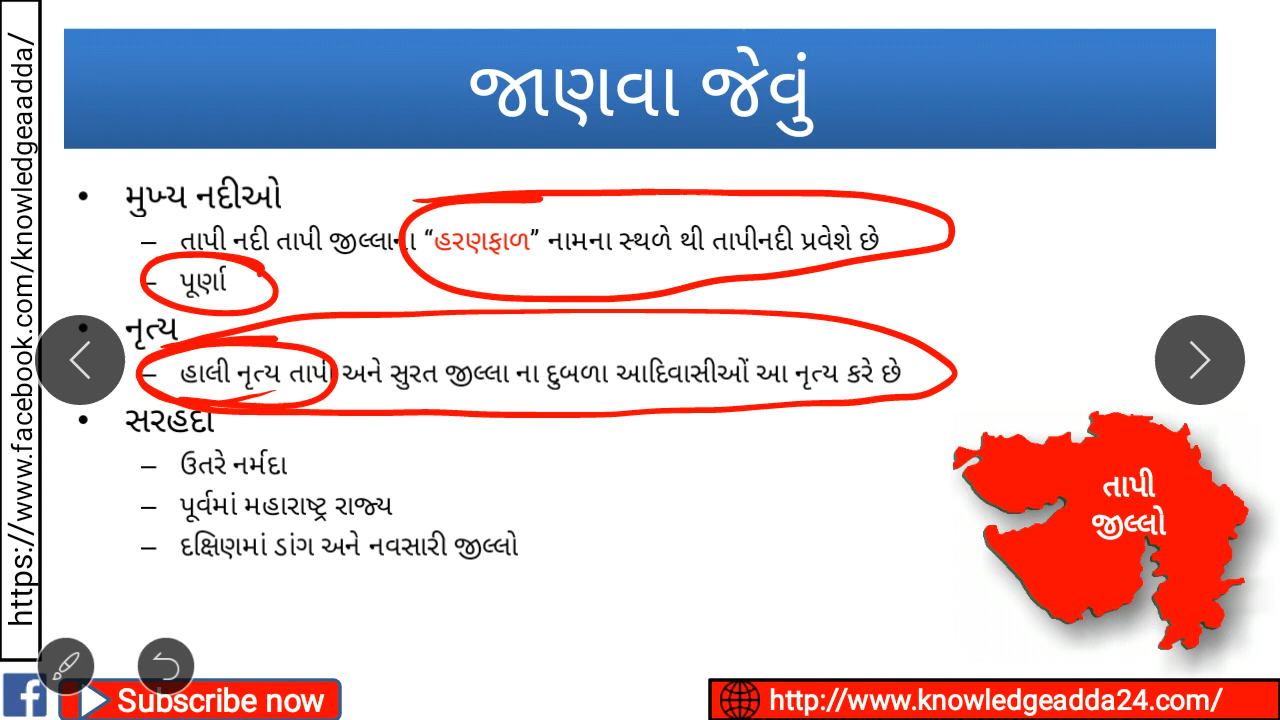 https://www.facebook.com/knowledgeadda/
જાણવા જેવું
• મુખ્ય નદીઓ
– તાપી નદી તાપી જીલ્લાના “હરણફાળ” નામના સ્થળે થી તાપીનદી પ્રવેશે છે
– પૂર્ણા
• નૃત્ય
– હાલી નૃત્ય તાપી અને સુરત જીલ્લા ના દુબળા આદિવાસીઓં આ નૃત્ય કરે છે
• સરહદો
– ઉતરે નર્મદા
– પૂર્વમાં મહારાષ્ટ્ર રાજ્ય
– દક્ષિણમાં ડાંગ અને નવસારી જીલ્લો
તાપી
જીલ્લો
Subscribe now
http://www.knowledgeadda24.com/